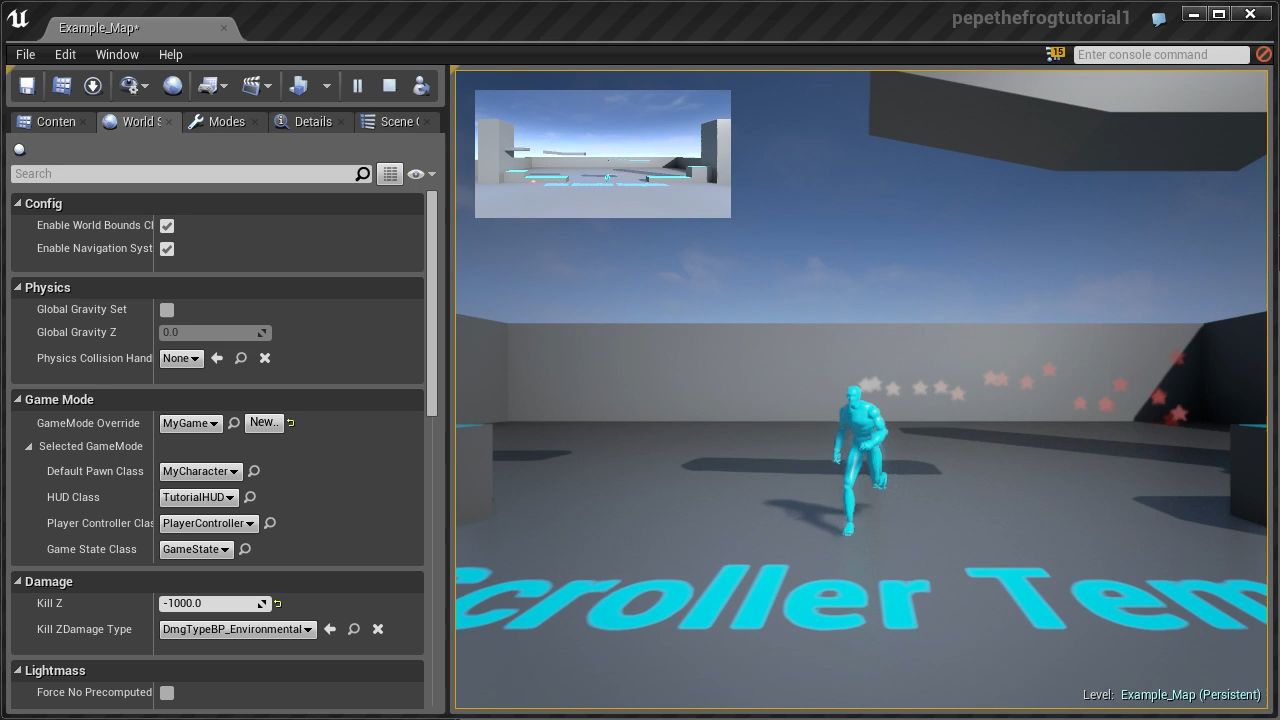 Example_Map*
pepethefrogtutorial1
File Edit Window Help
15
Enter console command
Conten
World S
Modes
Details
Scene
Search
Config
Enable World Bounds Cl
Enable Navigation Syst
Physics
Global Gravity Set
Global Gravity Z 0.0
Physics Collision Hand None
Game Mode
GameMode Override MyGame New..
Selected GameMode
Default Pawn Class MyCharacter
HUD Class TutorialHUD
Player Controller Clas PlayerController
Game State Class GameState
Damage
Kill Z -1000.0
Kill ZDamage Type DmgTypeBP_Environmental
Lightmass
Force No Precomputed
Scroller Tem
Level: Example_Map (Persistent)